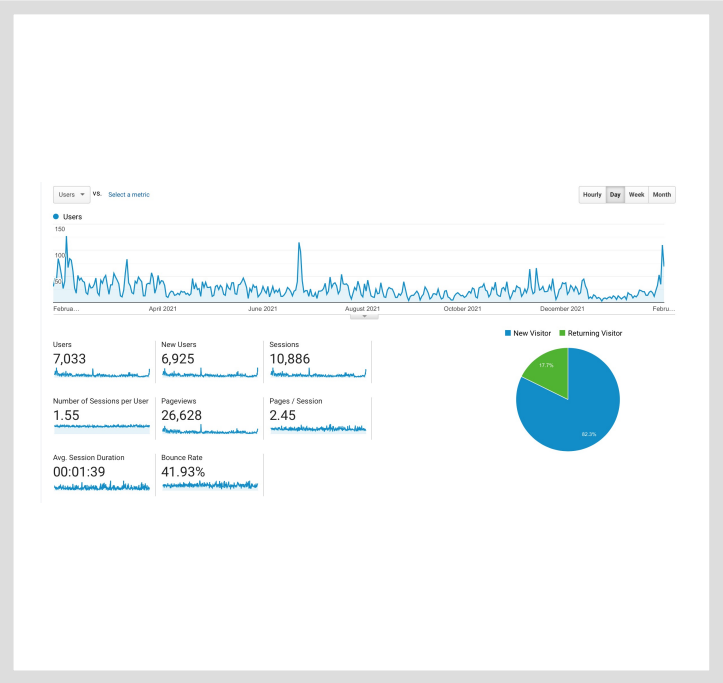 Users vs. Select a metric Hourly Day Week Month
Users
150
100
50
Februa… April 2021 June 2021 August 2021 October 2021 December 2021 Febru…
New Visitor Returning Visitor
Users New Users Sessions
7,033 6,925 10,886
Number of Sessions per User Pageviews Pages / Session
1.55 26,628 2.45
Avg. Session Duration Bounce Rate
00:01:39 41.93%
17.7%
82.3%